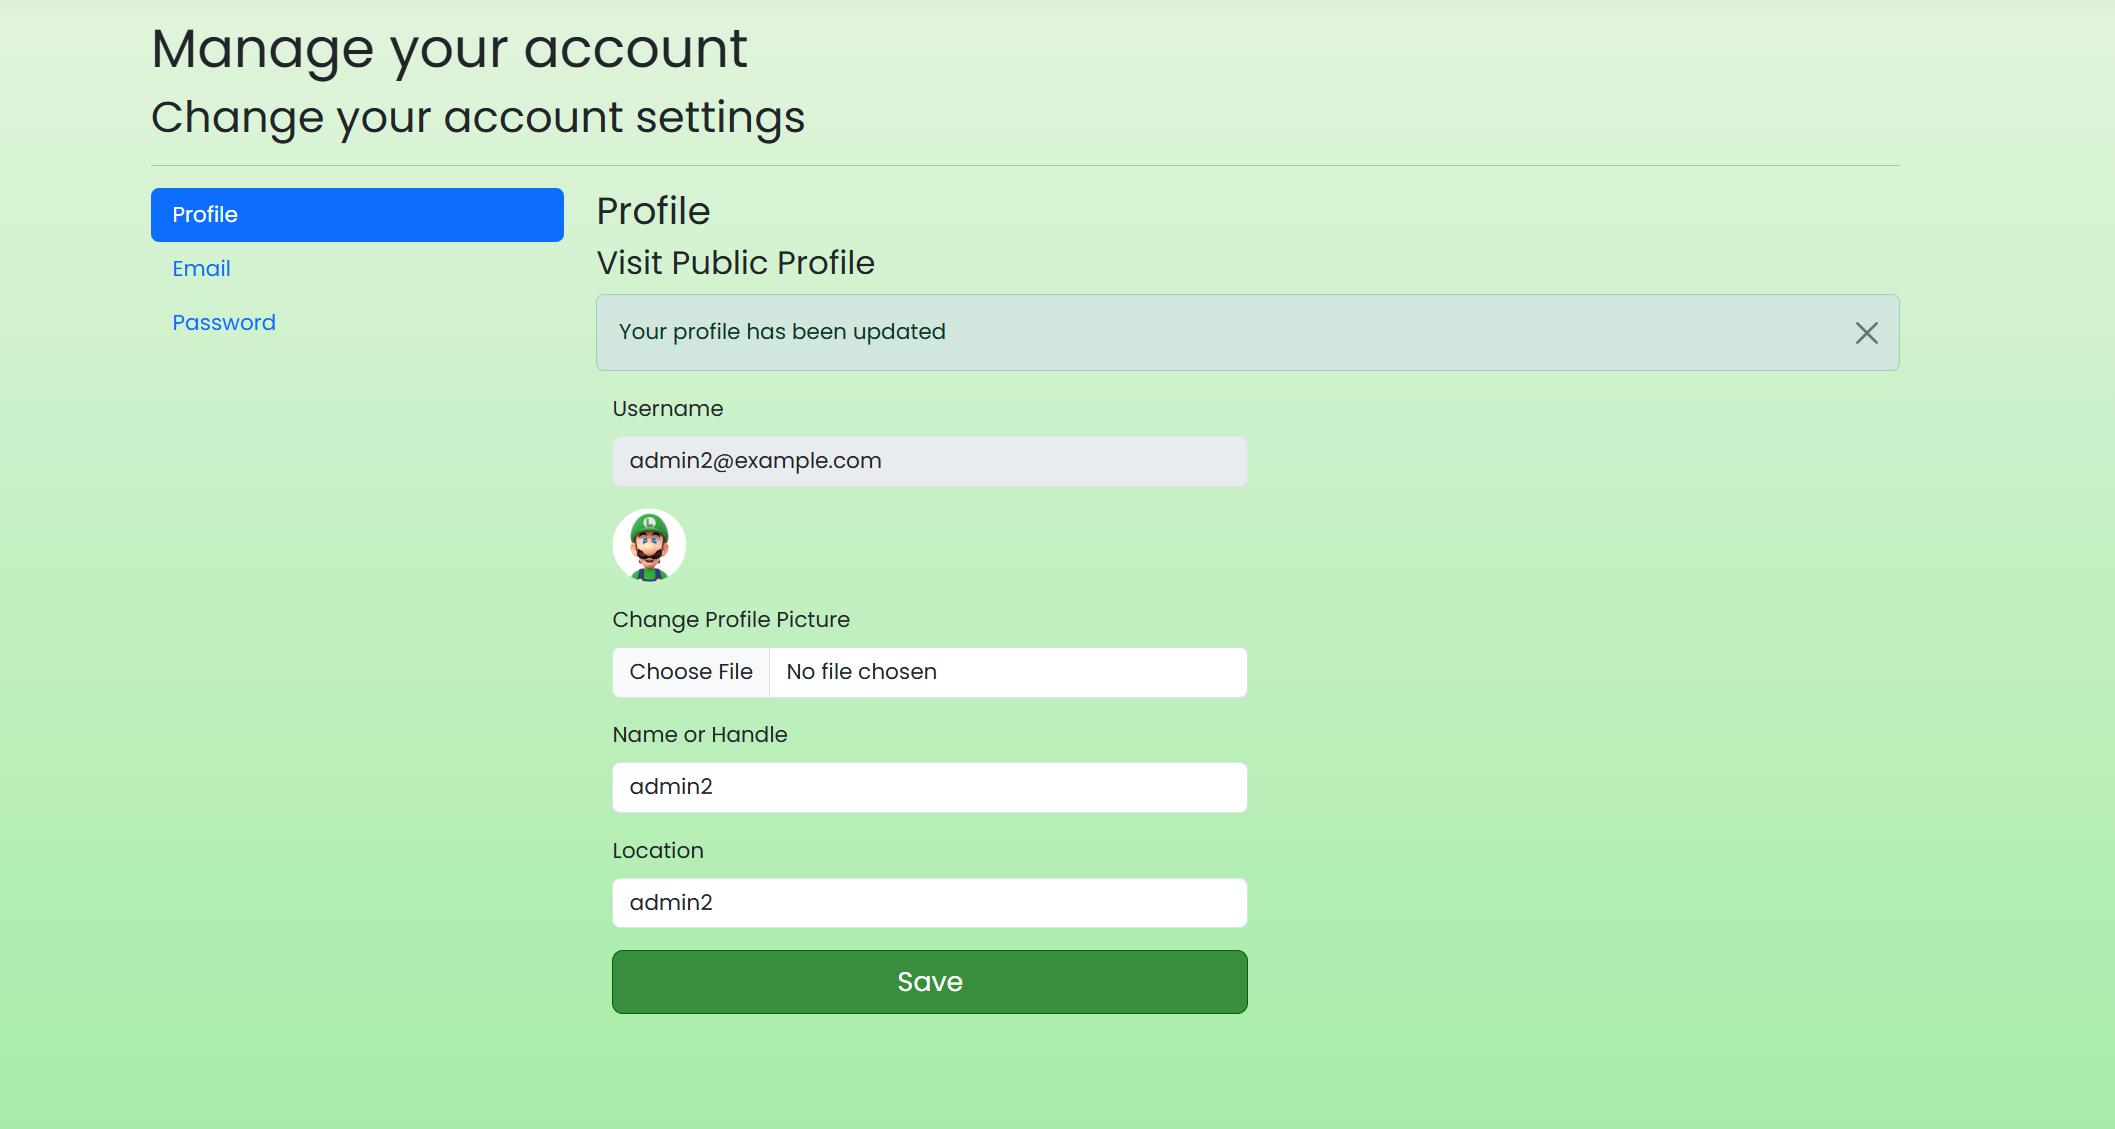 Manage your account
Change your account settings
Profile
Email
Password
Profile
Visit Public Profile
Your profile has been updated
Username
admin2@example.com
L
Change Profile Picture
Choose File No file chosen
Name or Handle
admin2
Location
admin2
Save